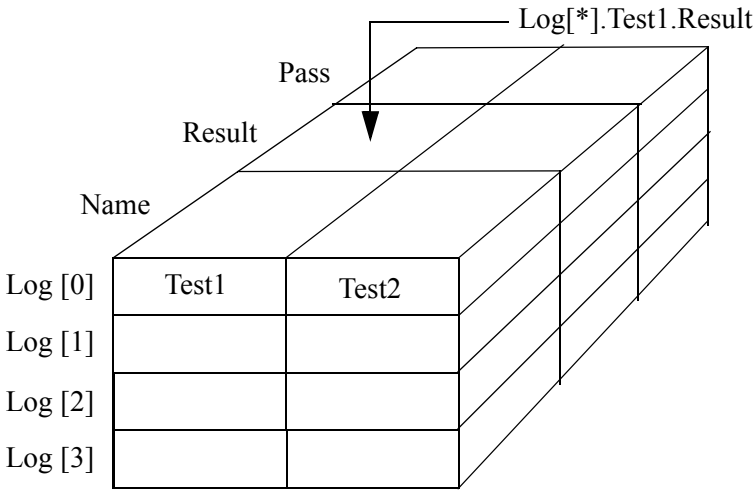 Log[*].Test1.Result
Pass
Result
Name
Log [0] Test1 Test2
Log [1]
Log [2]
Log [3]